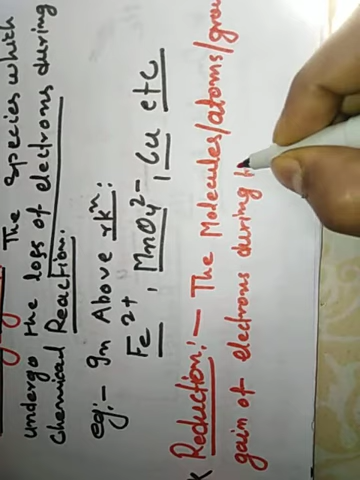 The Species which
undergo the loss of electrons during
Chemical Reaction.
eg:- In Above rxn:
Fe2+, MnO42-, Cu etc
* Reduction:- The Molecules/atoms/grou
gain of electrons during